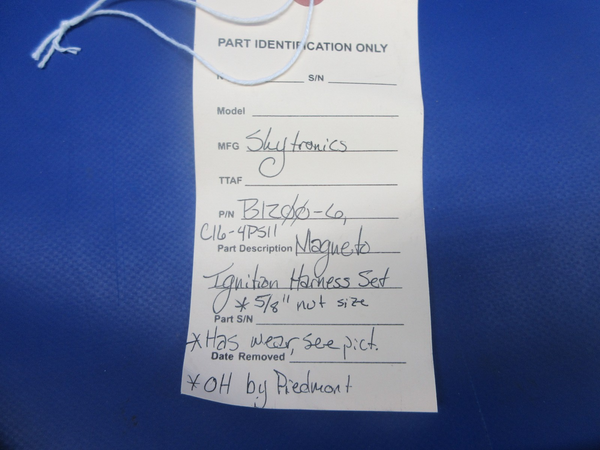 PART IDENTIFICATION ONLY
S/N
Model
MFG Skytronics
TTAF
P/N B1200-6,
C16-4PS11
Part Description Magneto
Ignition Harness Set
* 5/8" nut size
Part S/N
*Has wear, see pict.
Date Removed
*OH by Piedmont